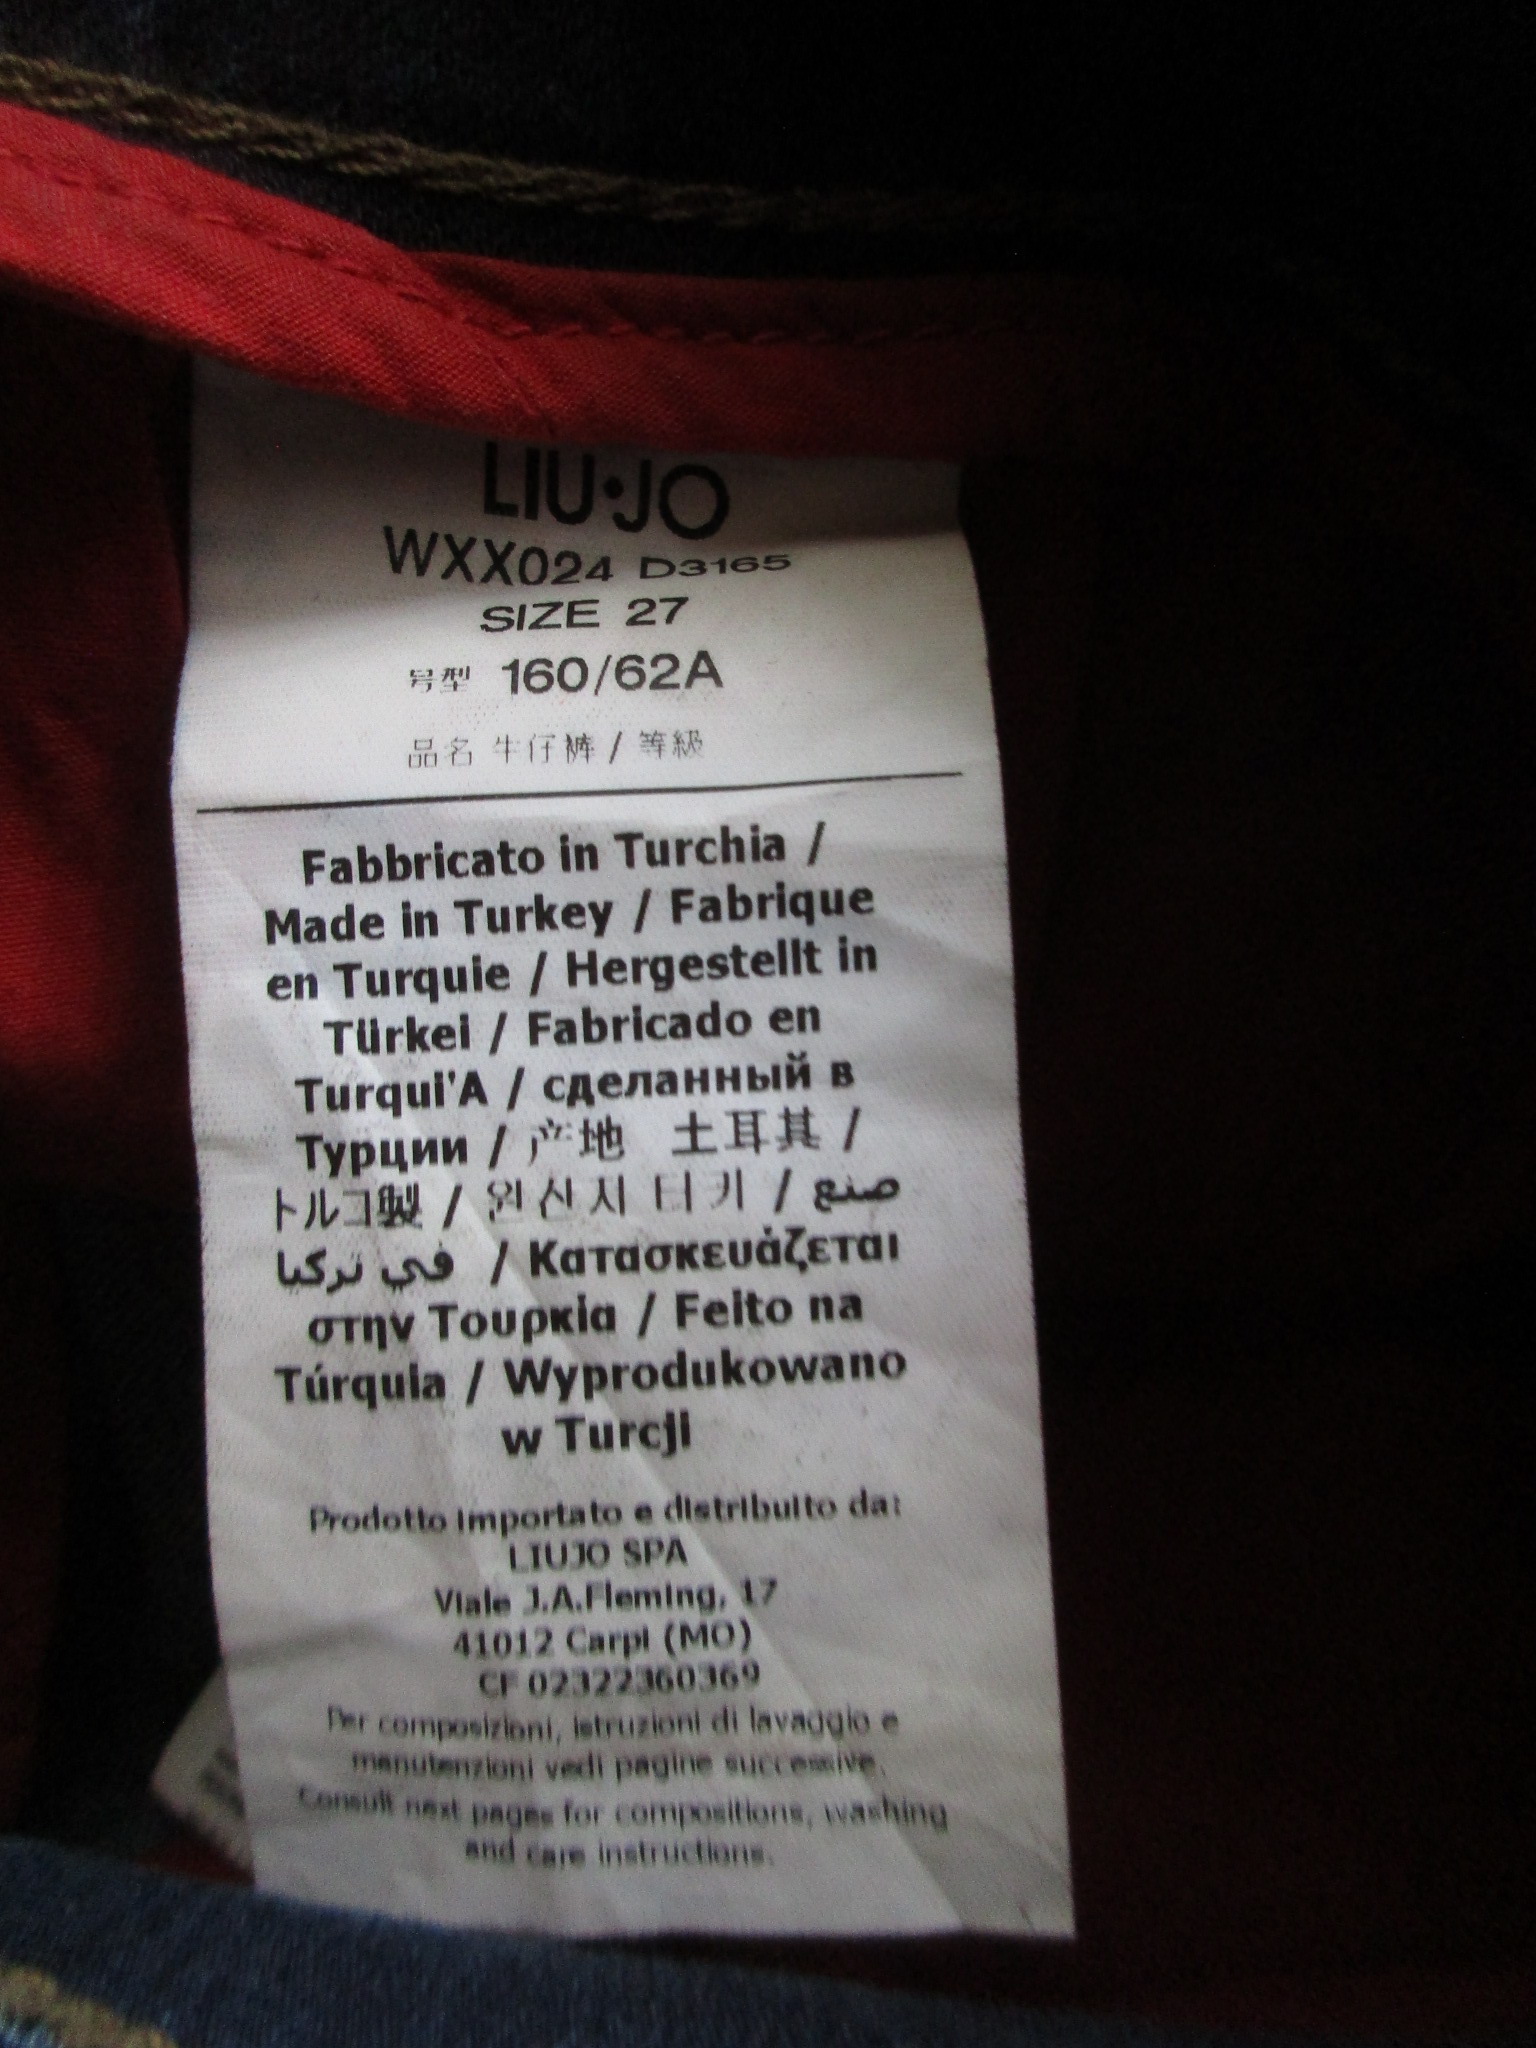 LIU·JO
WXX024 D3165
SIZE 27
号型 160/62A
品名 牛仔裤 / 等級
Fabbricato in Turchia /
Made in Turkey / Fabrique
en Turquie / Hergestellt in
Türkei / Fabricado en
Turqui'A / сделанный в
Турции / 产地 土耳其 /
トルコ製 / 원산지 터키 / صنع
في تركيا / Κατασκευάζεται
στην Τουρκία / Feito na
Túrquia / Wyprodukowano
w Turcji
Prodotto importato e distribuito da:
LIUJO SPA
Viale J.A.Fleming, 17
41012 Carpi (MO)
CF 02322360369
Per composizioni, istruzioni di lavaggio e
manutenzioni vedi pagine successive.
Consult next pages for compositions, washing
and care instructions.